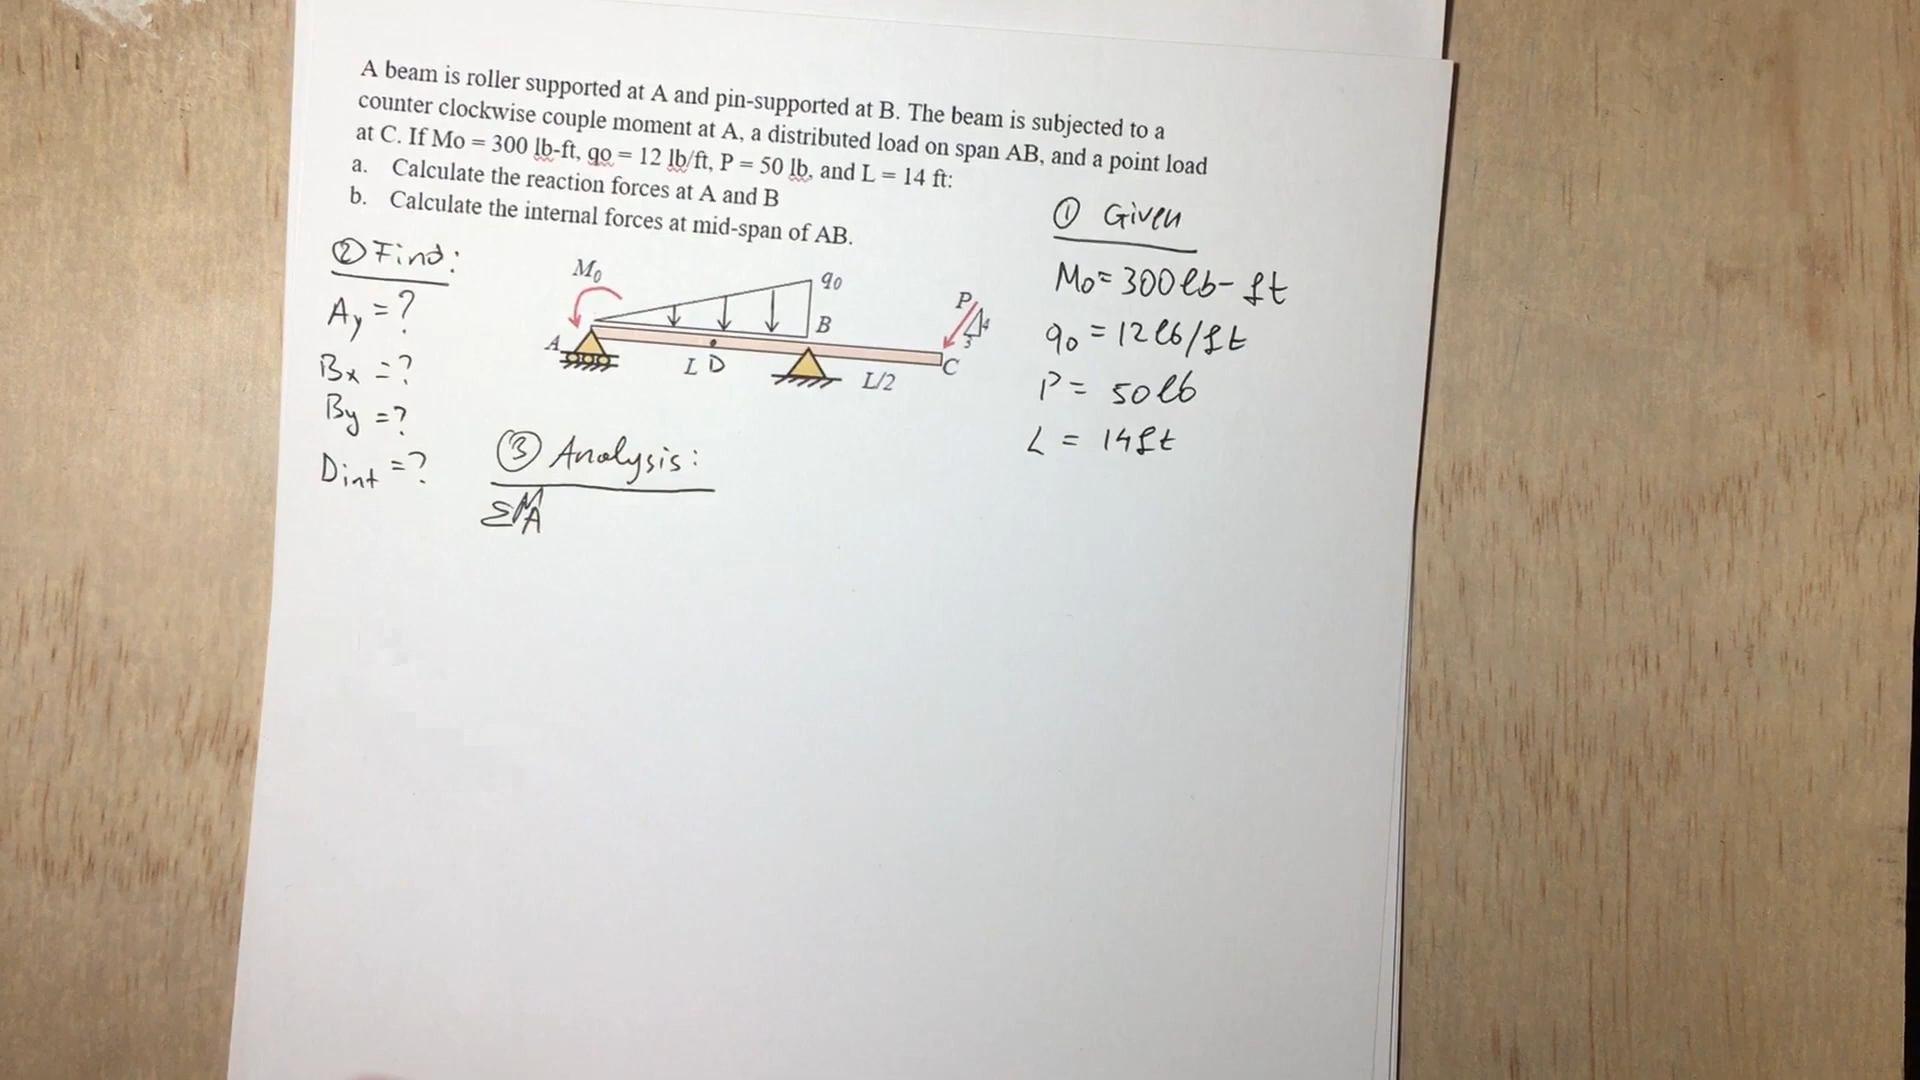 A beam is roller supported at A and pin-supported at B. The beam is subjected to a
counter clockwise couple moment at A, a distributed load on span AB, and a point load
at C. If Mo = 300 lb-ft, qo = 12 lb/ft, P = 50 lb, and L = 14 ft:
a. Calculate the reaction forces at A and B
b. Calculate the internal forces at mid-span of AB.
① Given
Mo = 300 lb-ft
qo = 12 lb/ft
P = 50 lb
L = 14 ft
② Find:
Ay = ?
Bx = ?
By = ?
Dint = ?
M0
q0
P
4
3
A
B
C
L D
L/2
③ Analysis:
ΣMA